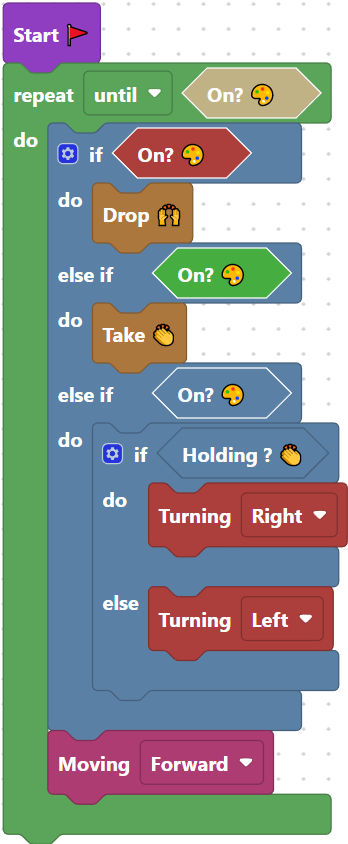 Start
repeat until On?
do
if On?
do
Drop
else if On?
do
Take
else if On?
do
if Holding ?
do
Turning Right
else
Turning Left
Moving Forward